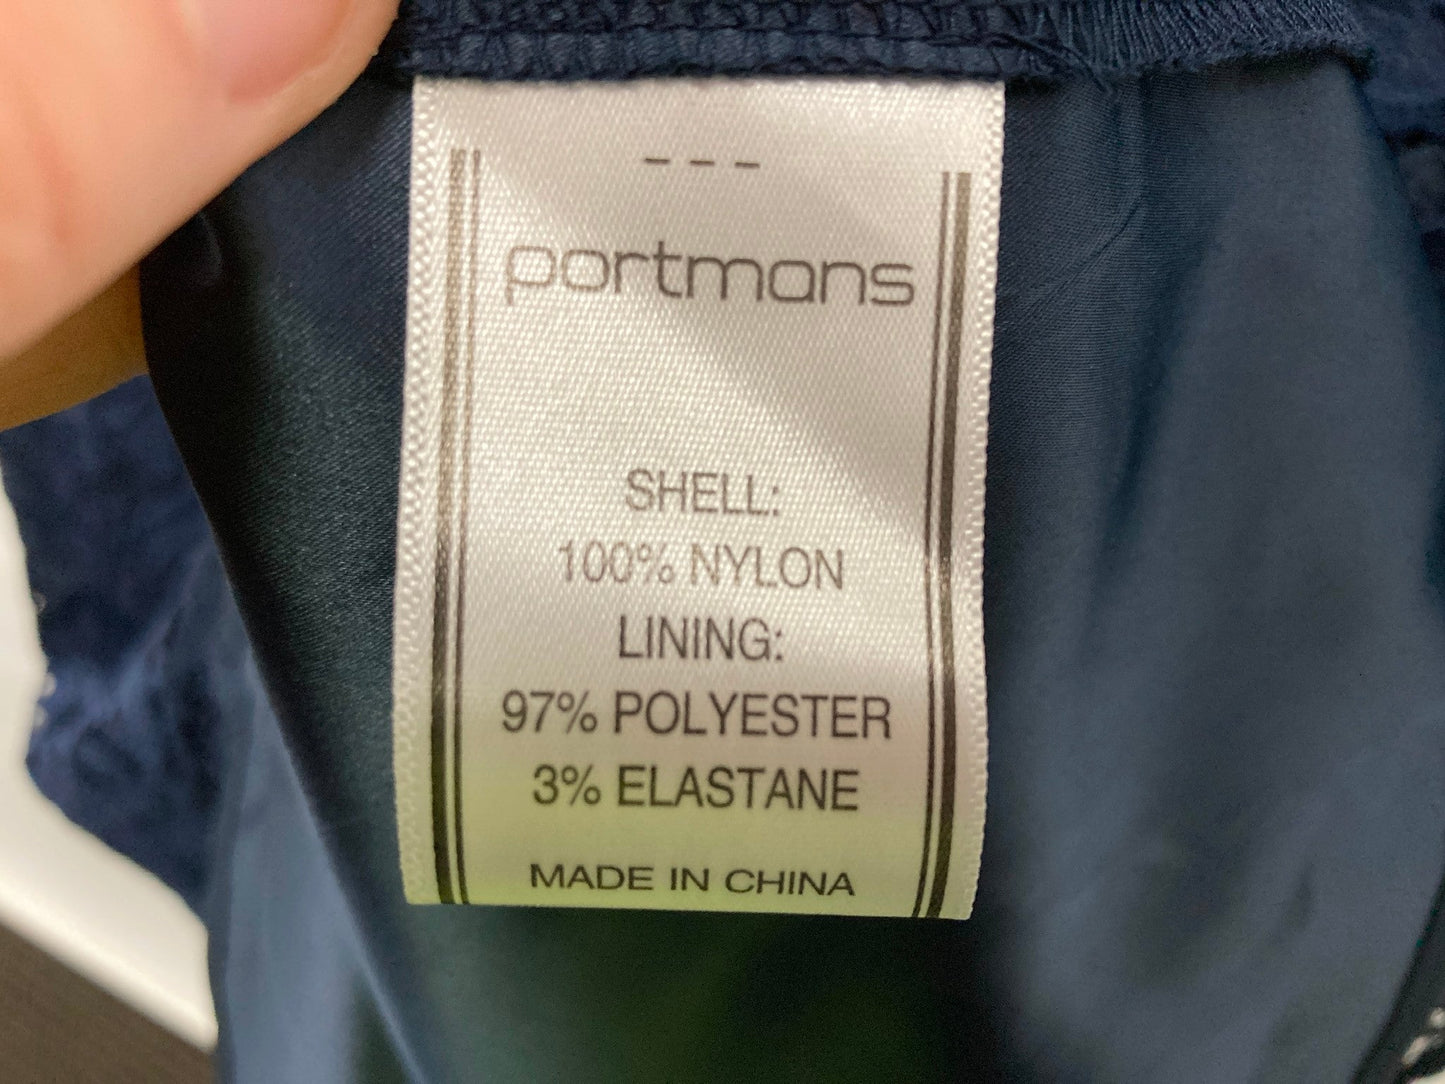 ---
portmans
SHELL:
100% NYLON
LINING:
97% POLYESTER
3% ELASTANE
MADE IN CHINA